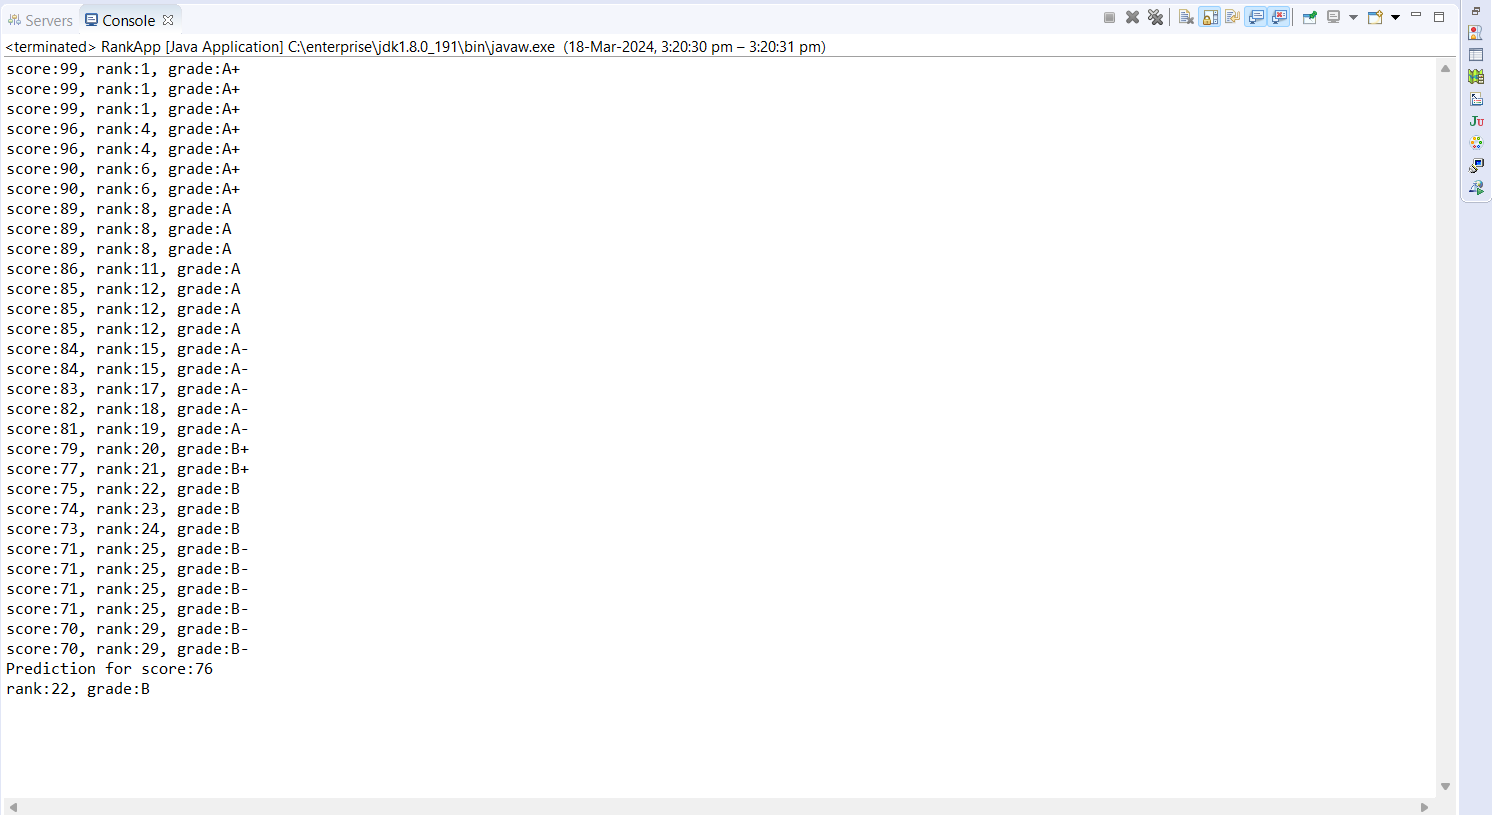 Servers Console
<terminated> RankApp [Java Application] C:\enterprise\jdk1.8.0_191\bin\javaw.exe (18-Mar-2024, 3:20:30 pm – 3:20:31 pm)
score:99, rank:1, grade:A+
score:99, rank:1, grade:A+
score:99, rank:1, grade:A+
score:96, rank:4, grade:A+
score:96, rank:4, grade:A+
score:90, rank:6, grade:A+
score:90, rank:6, grade:A+
score:89, rank:8, grade:A
score:89, rank:8, grade:A
score:89, rank:8, grade:A
score:86, rank:11, grade:A
score:85, rank:12, grade:A
score:85, rank:12, grade:A
score:85, rank:12, grade:A
score:84, rank:15, grade:A-
score:84, rank:15, grade:A-
score:83, rank:17, grade:A-
score:82, rank:18, grade:A-
score:81, rank:19, grade:A-
score:79, rank:20, grade:B+
score:77, rank:21, grade:B+
score:75, rank:22, grade:B
score:74, rank:23, grade:B
score:73, rank:24, grade:B
score:71, rank:25, grade:B-
score:71, rank:25, grade:B-
score:71, rank:25, grade:B-
score:71, rank:25, grade:B-
score:70, rank:29, grade:B-
score:70, rank:29, grade:B-
Prediction for score:76
rank:22, grade:B
Ju